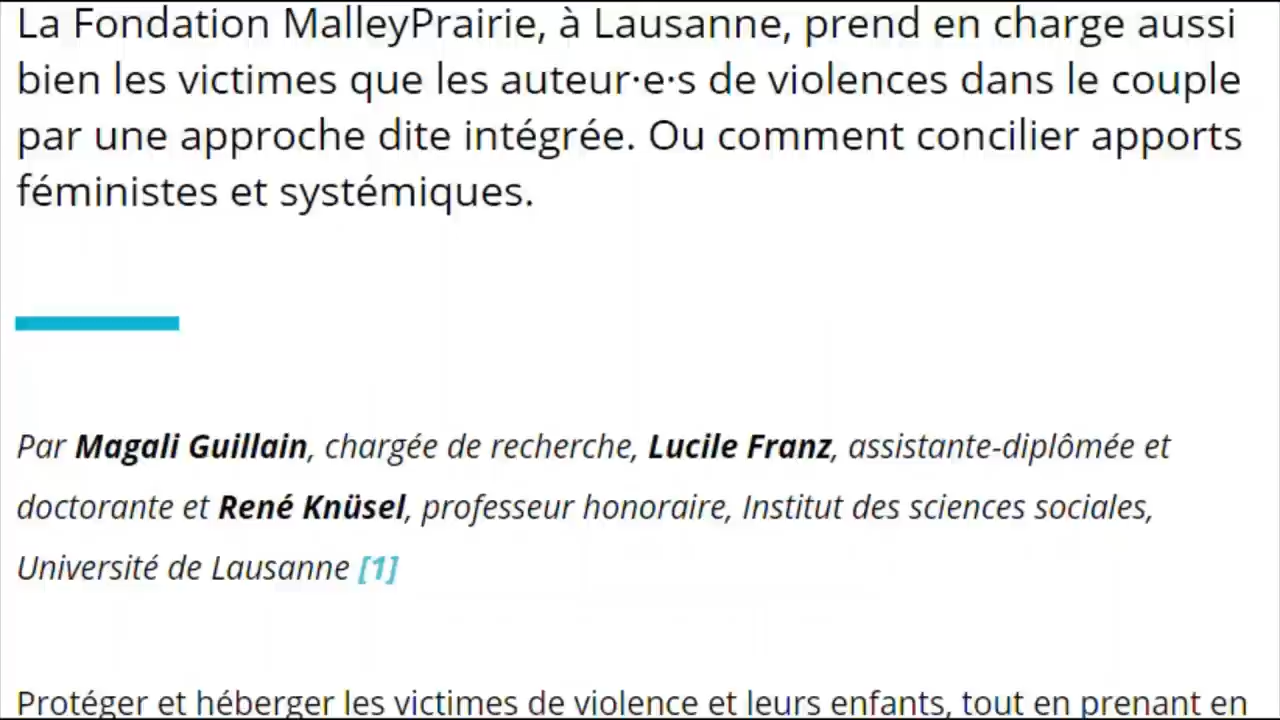 La Fondation MalleyPrairie, à Lausanne, prend en charge aussi
bien les victimes que les auteur·e·s de violences dans le couple
par une approche dite intégrée. Ou comment concilier apports
féministes et systémiques.
Par Magali Guillain, chargée de recherche, Lucile Franz, assistante-diplômée et
doctorante et René Knüsel, professeur honoraire, Institut des sciences sociales,
Université de Lausanne [1]
Protéger et héberger les victimes de violence et leurs enfants, tout en prenant en